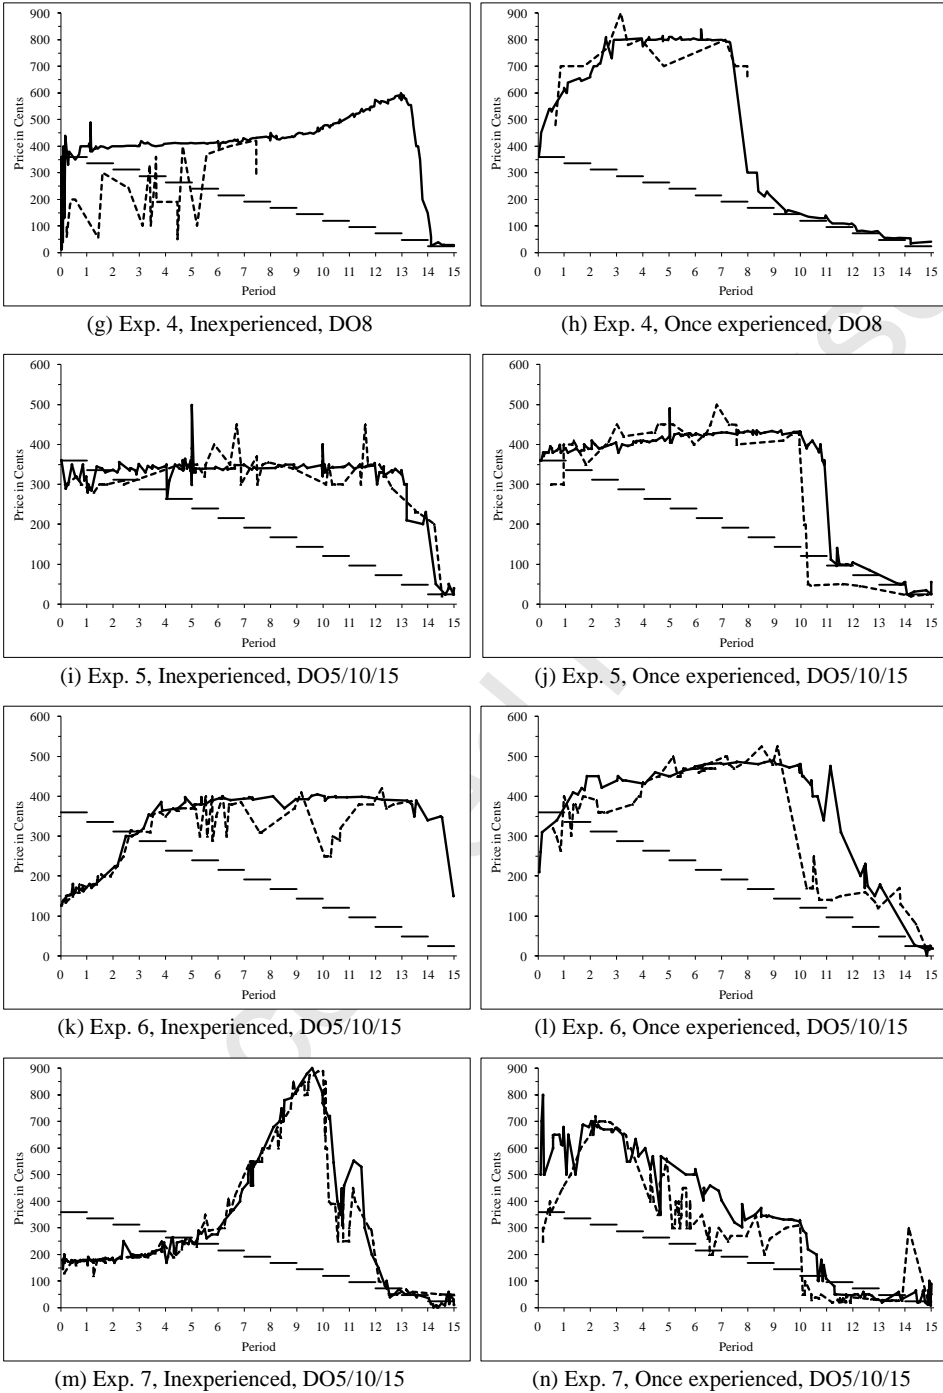 900
800
700
600
500
400
300
200
100
0
Price in Cents
0 1 2 3 4 5 6 7 8 9 10 11 12 13 14 15
Period
(g) Exp. 4, Inexperienced, DO8
900
800
700
600
500
400
300
200
100
0
Price in Cents
0 1 2 3 4 5 6 7 8 9 10 11 12 13 14 15
Period
(h) Exp. 4, Once experienced, DO8
600
500
400
300
200
100
0
Price in Cents
0 1 2 3 4 5 6 7 8 9 10 11 12 13 14 15
Period
(i) Exp. 5, Inexperienced, DO5/10/15
600
500
400
300
200
100
0
Price in Cents
0 1 2 3 4 5 6 7 8 9 10 11 12 13 14 15
Period
(j) Exp. 5, Once experienced, DO5/10/15
600
500
400
300
200
100
0
Price in Cents
0 1 2 3 4 5 6 7 8 9 10 11 12 13 14 15
Period
(k) Exp. 6, Inexperienced, DO5/10/15
600
500
400
300
200
100
0
Price in Cents
0 1 2 3 4 5 6 7 8 9 10 11 12 13 14 15
Period
(l) Exp. 6, Once experienced, DO5/10/15
900
800
700
600
500
400
300
200
100
0
Price in Cents
0 1 2 3 4 5 6 7 8 9 10 11 12 13 14 15
Period
(m) Exp. 7, Inexperienced, DO5/10/15
900
800
700
600
500
400
300
200
100
0
Price in Cents
0 1 2 3 4 5 6 7 8 9 10 11 12 13 14 15
Period
(n) Exp. 7, Once experienced, DO5/10/15